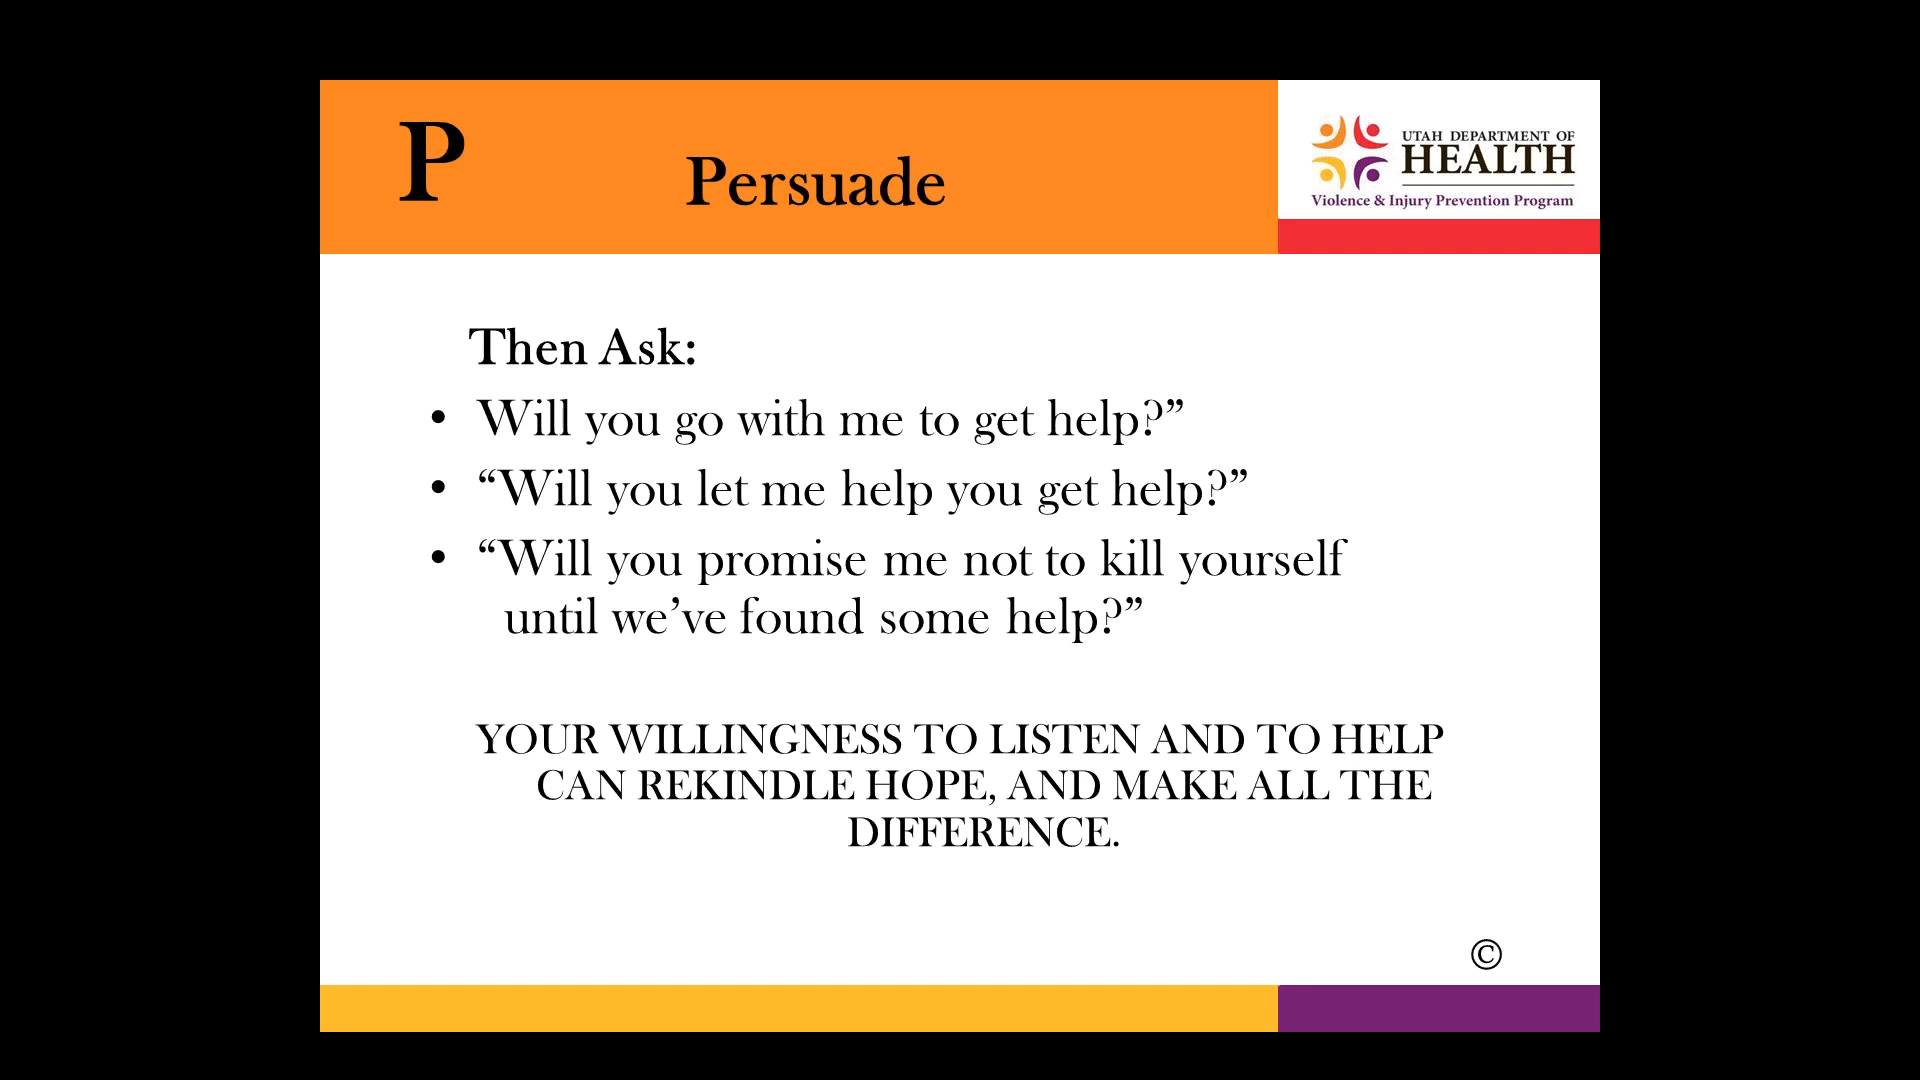 P
Persuade
UTAH DEPARTMENT OF
HEALTH
Violence & Injury Prevention Program
Then Ask:
• Will you go with me to get help?”
• “Will you let me help you get help?”
• “Will you promise me not to kill yourself
until we’ve found some help?”
YOUR WILLINGNESS TO LISTEN AND TO HELP
CAN REKINDLE HOPE, AND MAKE ALL THE
DIFFERENCE.
©